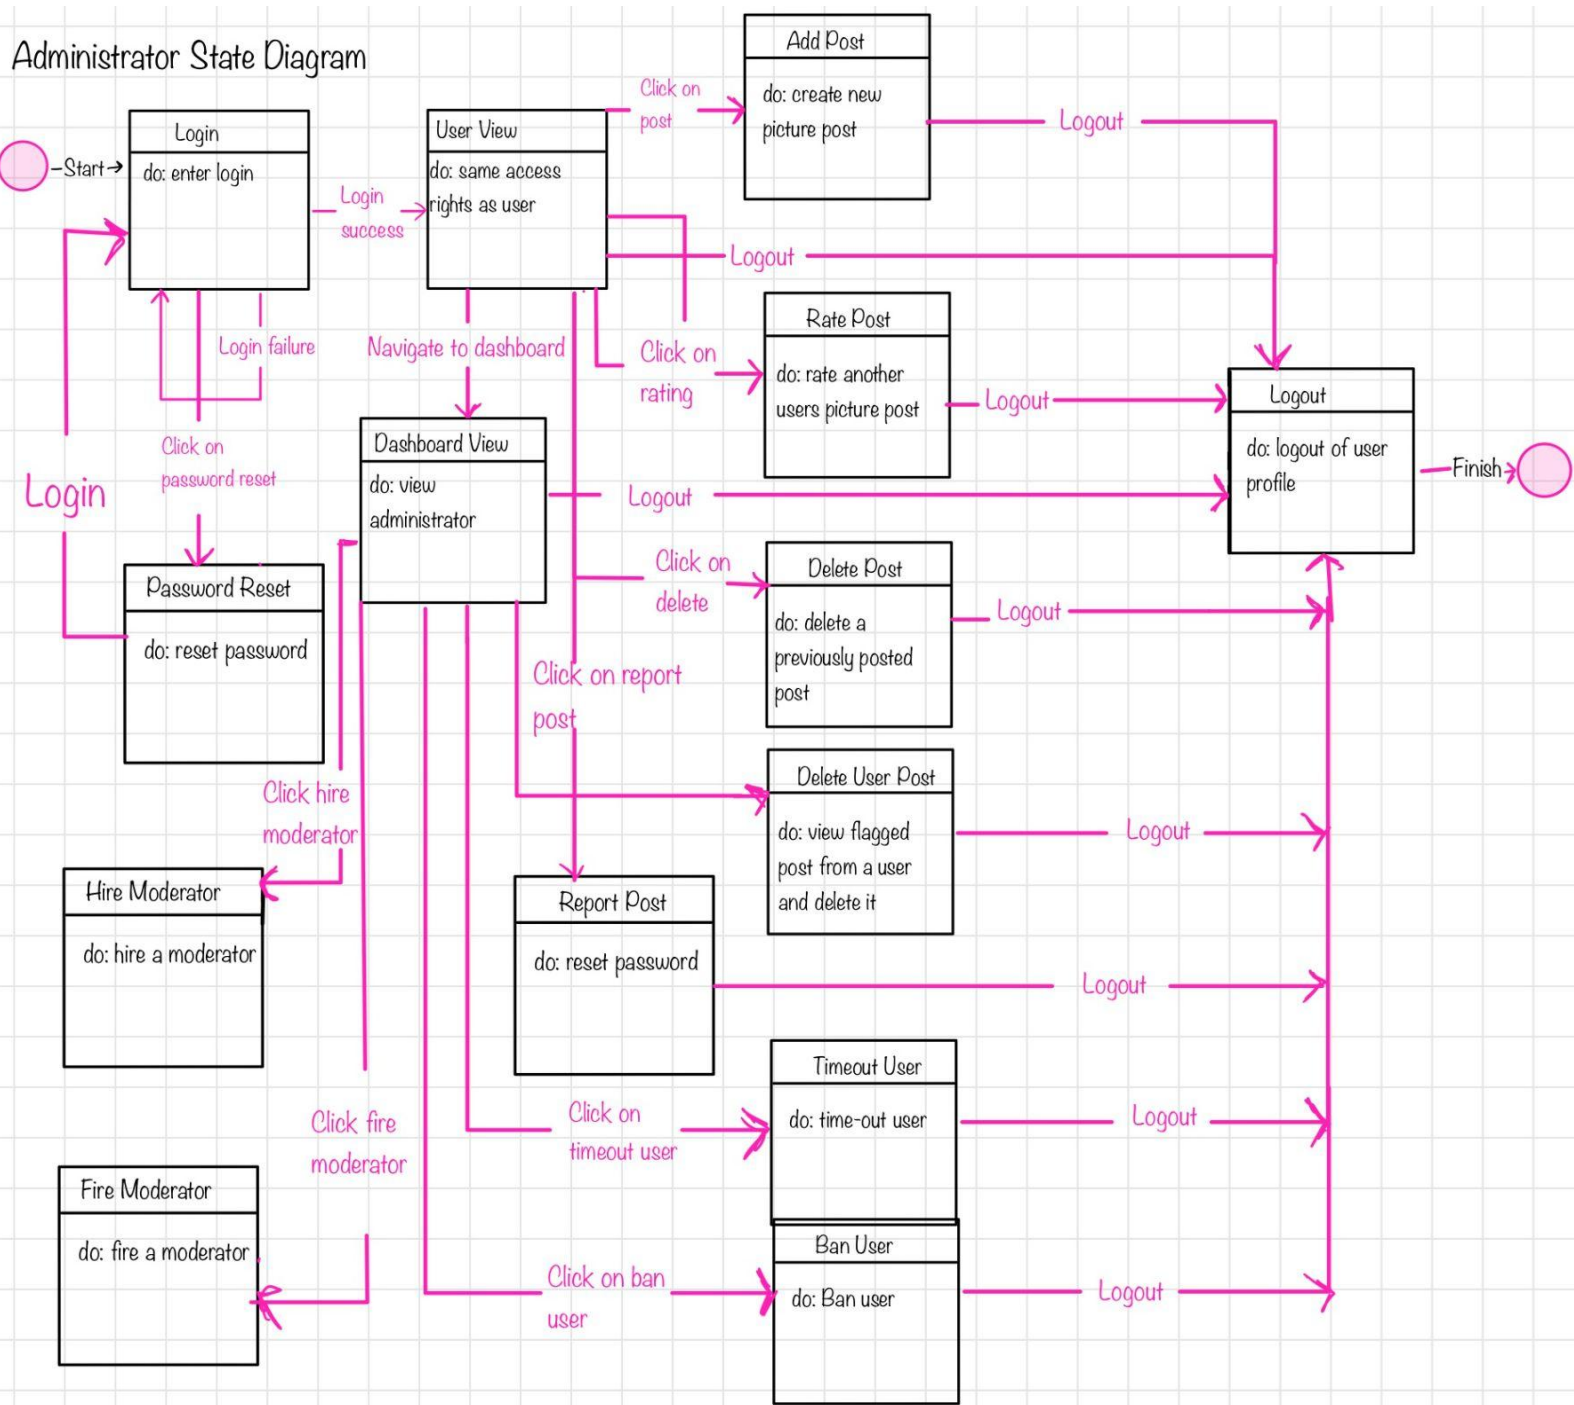 Administrator State Diagram
Start
Login
do: enter login
Login
success
User View
do: same access
rights as user
Click on
post
Add Post
do: create new
picture post
Logout
Logout
Login failure
Navigate to dashboard
Click on
rating
Rate Post
do: rate another
users picture post
Logout
Logout
do: logout of user
profile
Finish
Click on
password reset
Login
Dashboard View
do: view
administrator
Logout
Password Reset
do: reset password
Click on
delete
Delete Post
do: delete a
previously posted
post
Logout
Click on report
post
Click hire
moderator
Delete User Post
do: view flagged
post from a user
and delete it
Logout
Hire Moderator
do: hire a moderator
Report Post
do: reset password
Logout
Click fire
moderator
Click on
timeout user
Timeout User
do: time-out user
Logout
Fire Moderator
do: fire a moderator
Click on ban
user
Ban User
do: Ban user
Logout